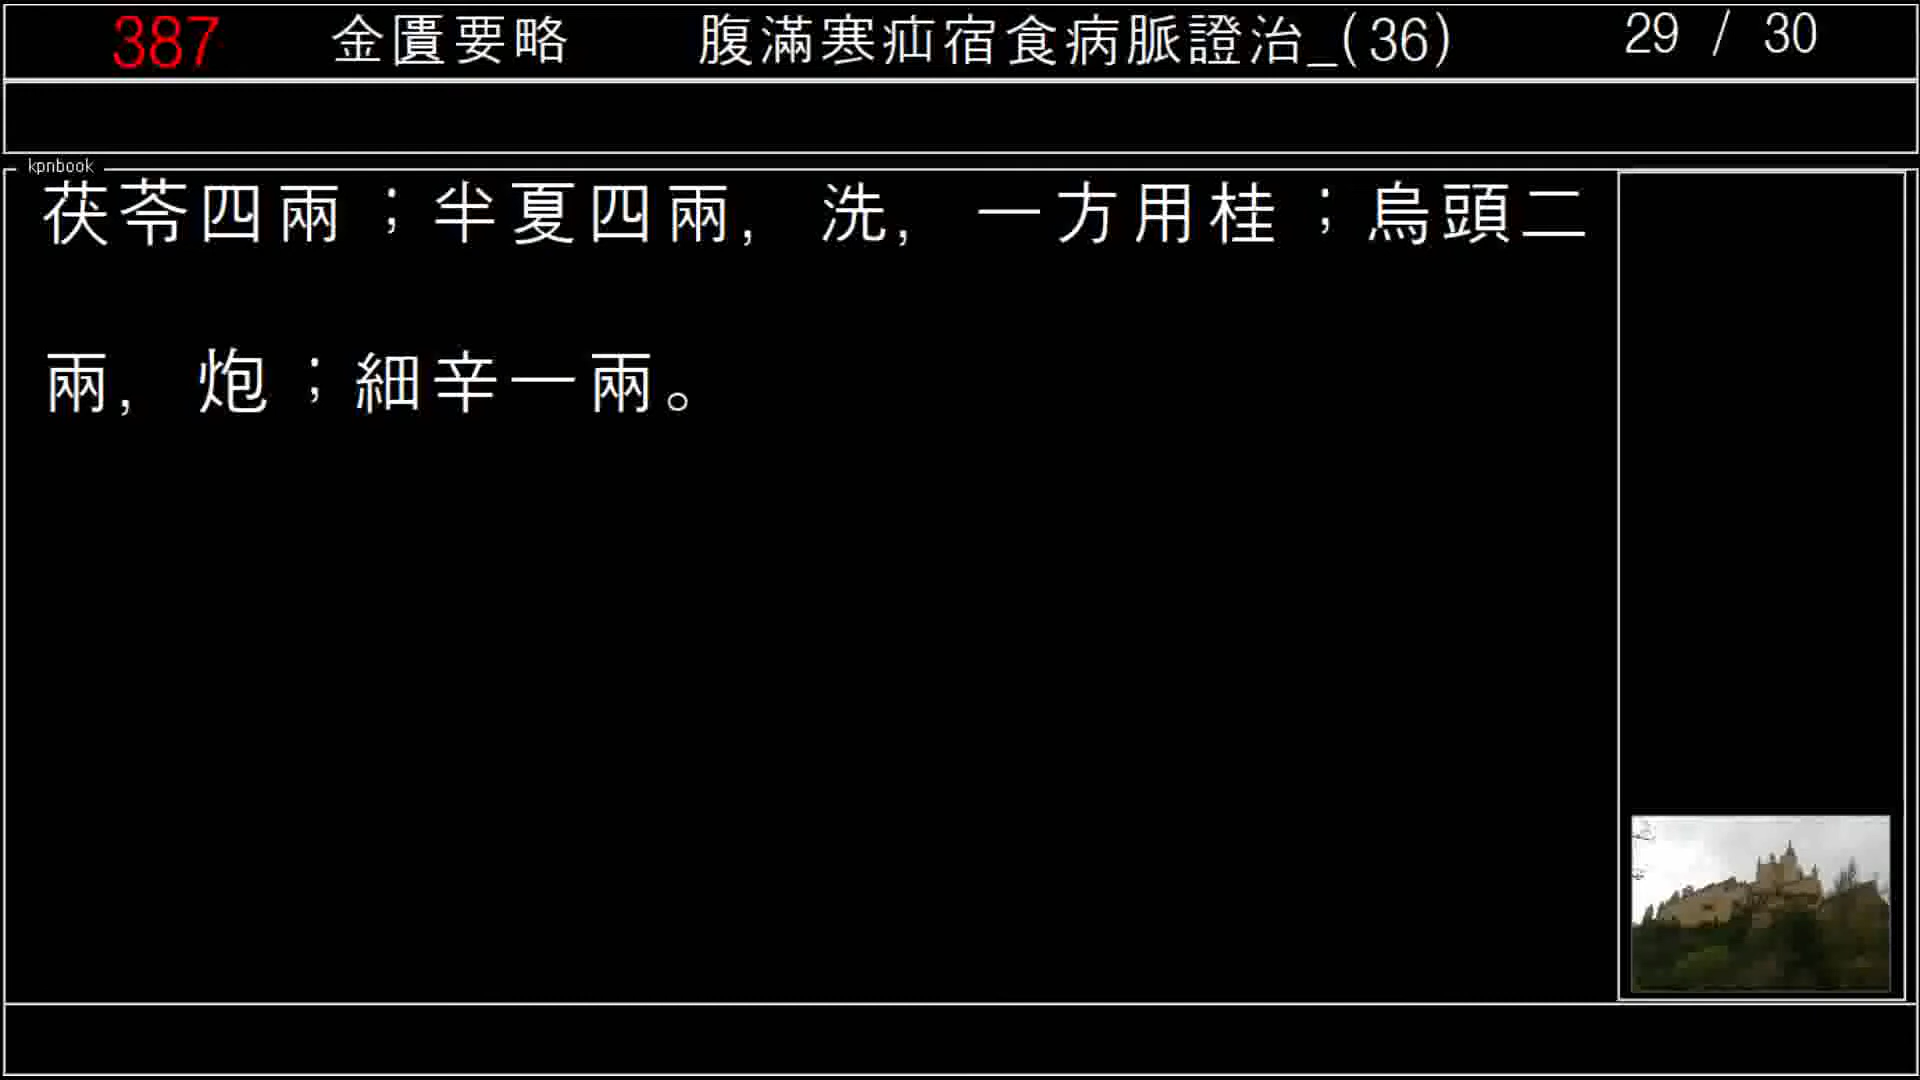 387 金匱要略 腹滿寒疝宿食病脈證治_(36) 29 / 30
kpnbook
茯苓四兩；半夏四兩, 洗, 一方用桂；烏頭二
兩, 炮；細辛一兩。